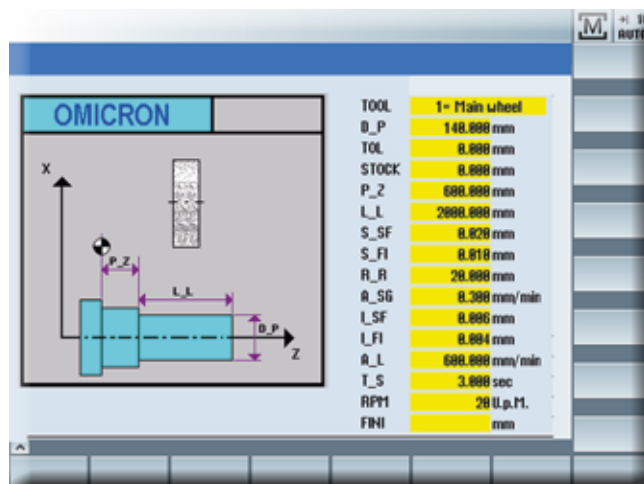 M
AUTO
OMICRON
X
P_Z
L_L
D_P
Z
TOOL 1= Main wheel
D_P 140.000 mm
TOL 0.000 mm
STOCK 0.000 mm
P_Z 600.000 mm
L_L 2000.000 mm
S_SF 0.020 mm
S_FI 0.010 mm
R_R 20.000 mm
A_SG 0.300 mm/min
I_SF 0.006 mm
I_FI 0.004 mm
A_L 600.000 mm/min
T_S 3.000 sec
RPM 20 U.p.M.
FINI mm